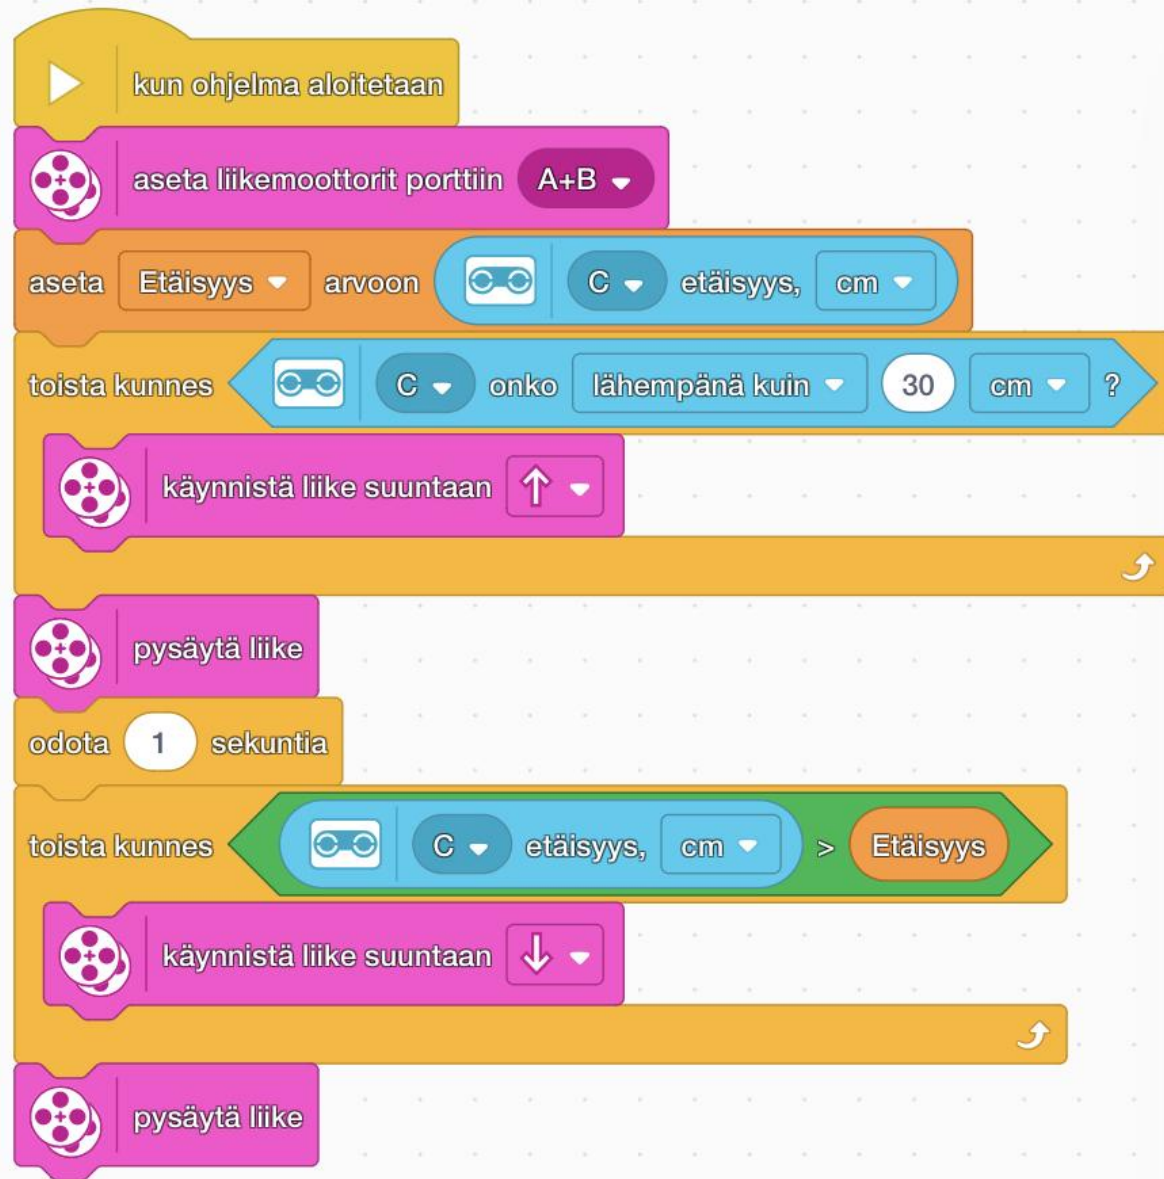 kun ohjelma aloitetaan
aseta liikemoottorit porttiin A+B
aseta Etäisyys arvoon C etäisyys, cm
toista kunnes C onko lähempänä kuin 30 cm ?
käynnistä liike suuntaan ↑
pysäytä liike
odota 1 sekuntia
toista kunnes C etäisyys, cm > Etäisyys
käynnistä liike suuntaan ↓
pysäytä liike